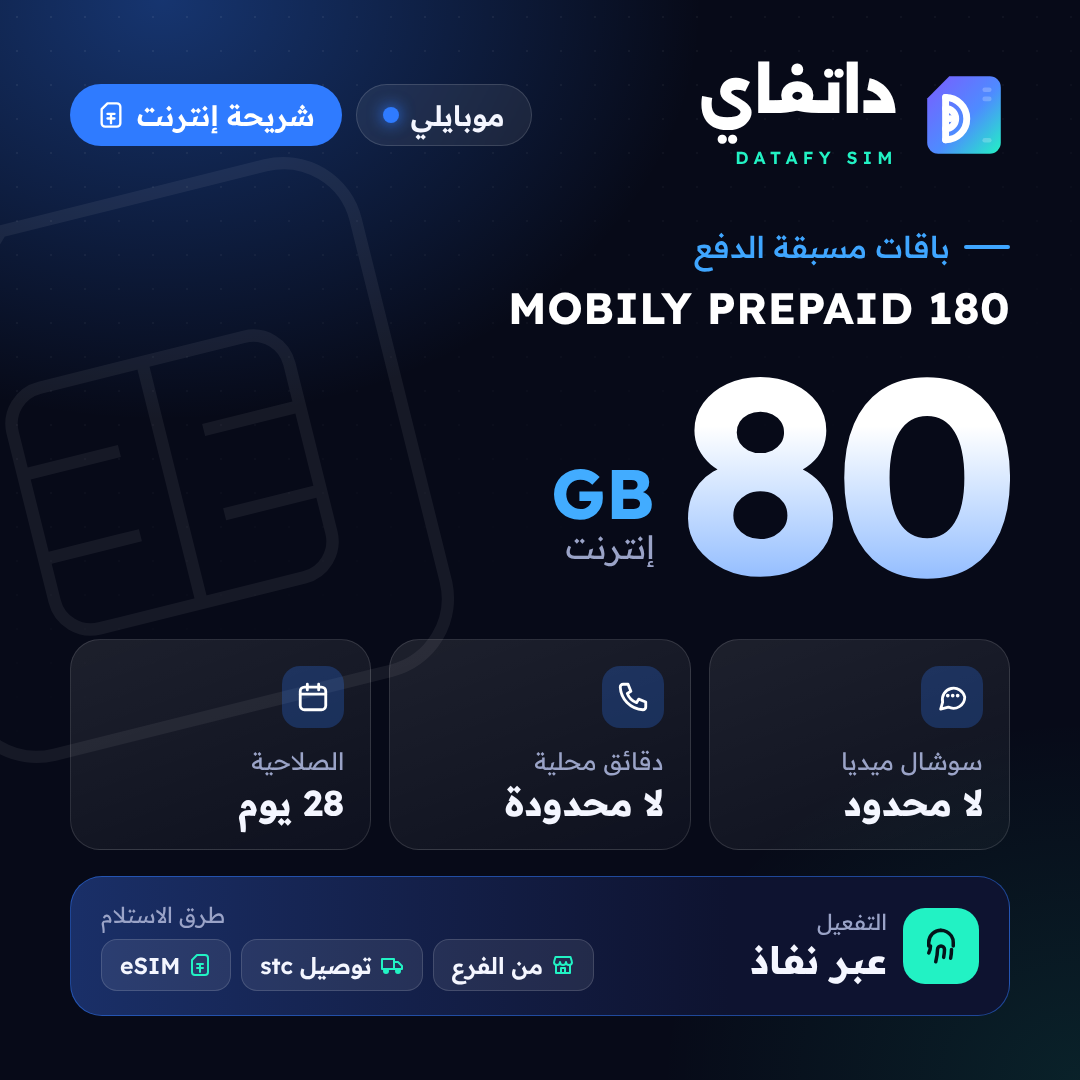 داتفاي
DATAFY SIM
موبايلي
شريحة إنترنت
باقات مسبقة الدفع
MOBILY PREPAID 180
80
GB
إنترنت
سوشال ميديا
لا محدود
دقائق محلية
لا محدودة
الصلاحية
28 يوم
التفعيل
عبر نفاذ
طرق الاستلام
من الفرع
توصيل stc
eSIM